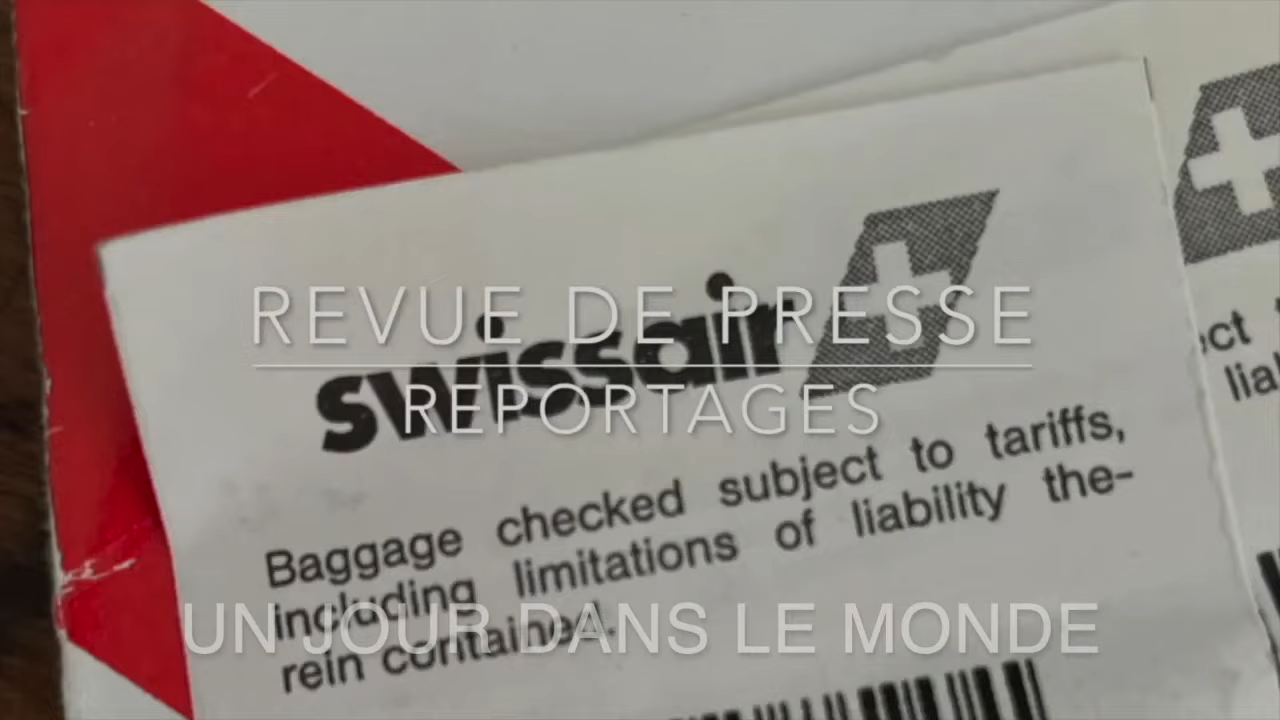 REVUE DE PRESSE
swissair
REPORTAGES
Baggage checked subject to tariffs,
including limitations of liability the-
rein contained.
UN JOUR DANS LE MONDE
ct
lia